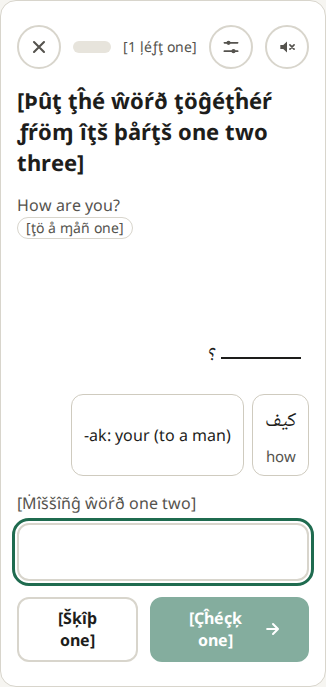 [1 ļéƒţ one]
[Þûţ ţĥé ŵöŕð ţöĝéţĥéŕ
ƒŕöɱ îţš þåŕţš one two
three]
How are you?
[ţö å ɱåñ one]
؟
-ak: your (to a man)
كيف
how
[Ṁîššîñĝ ŵöŕð one two]
[Šķîþ
one]
[Çĥéçķ
one]